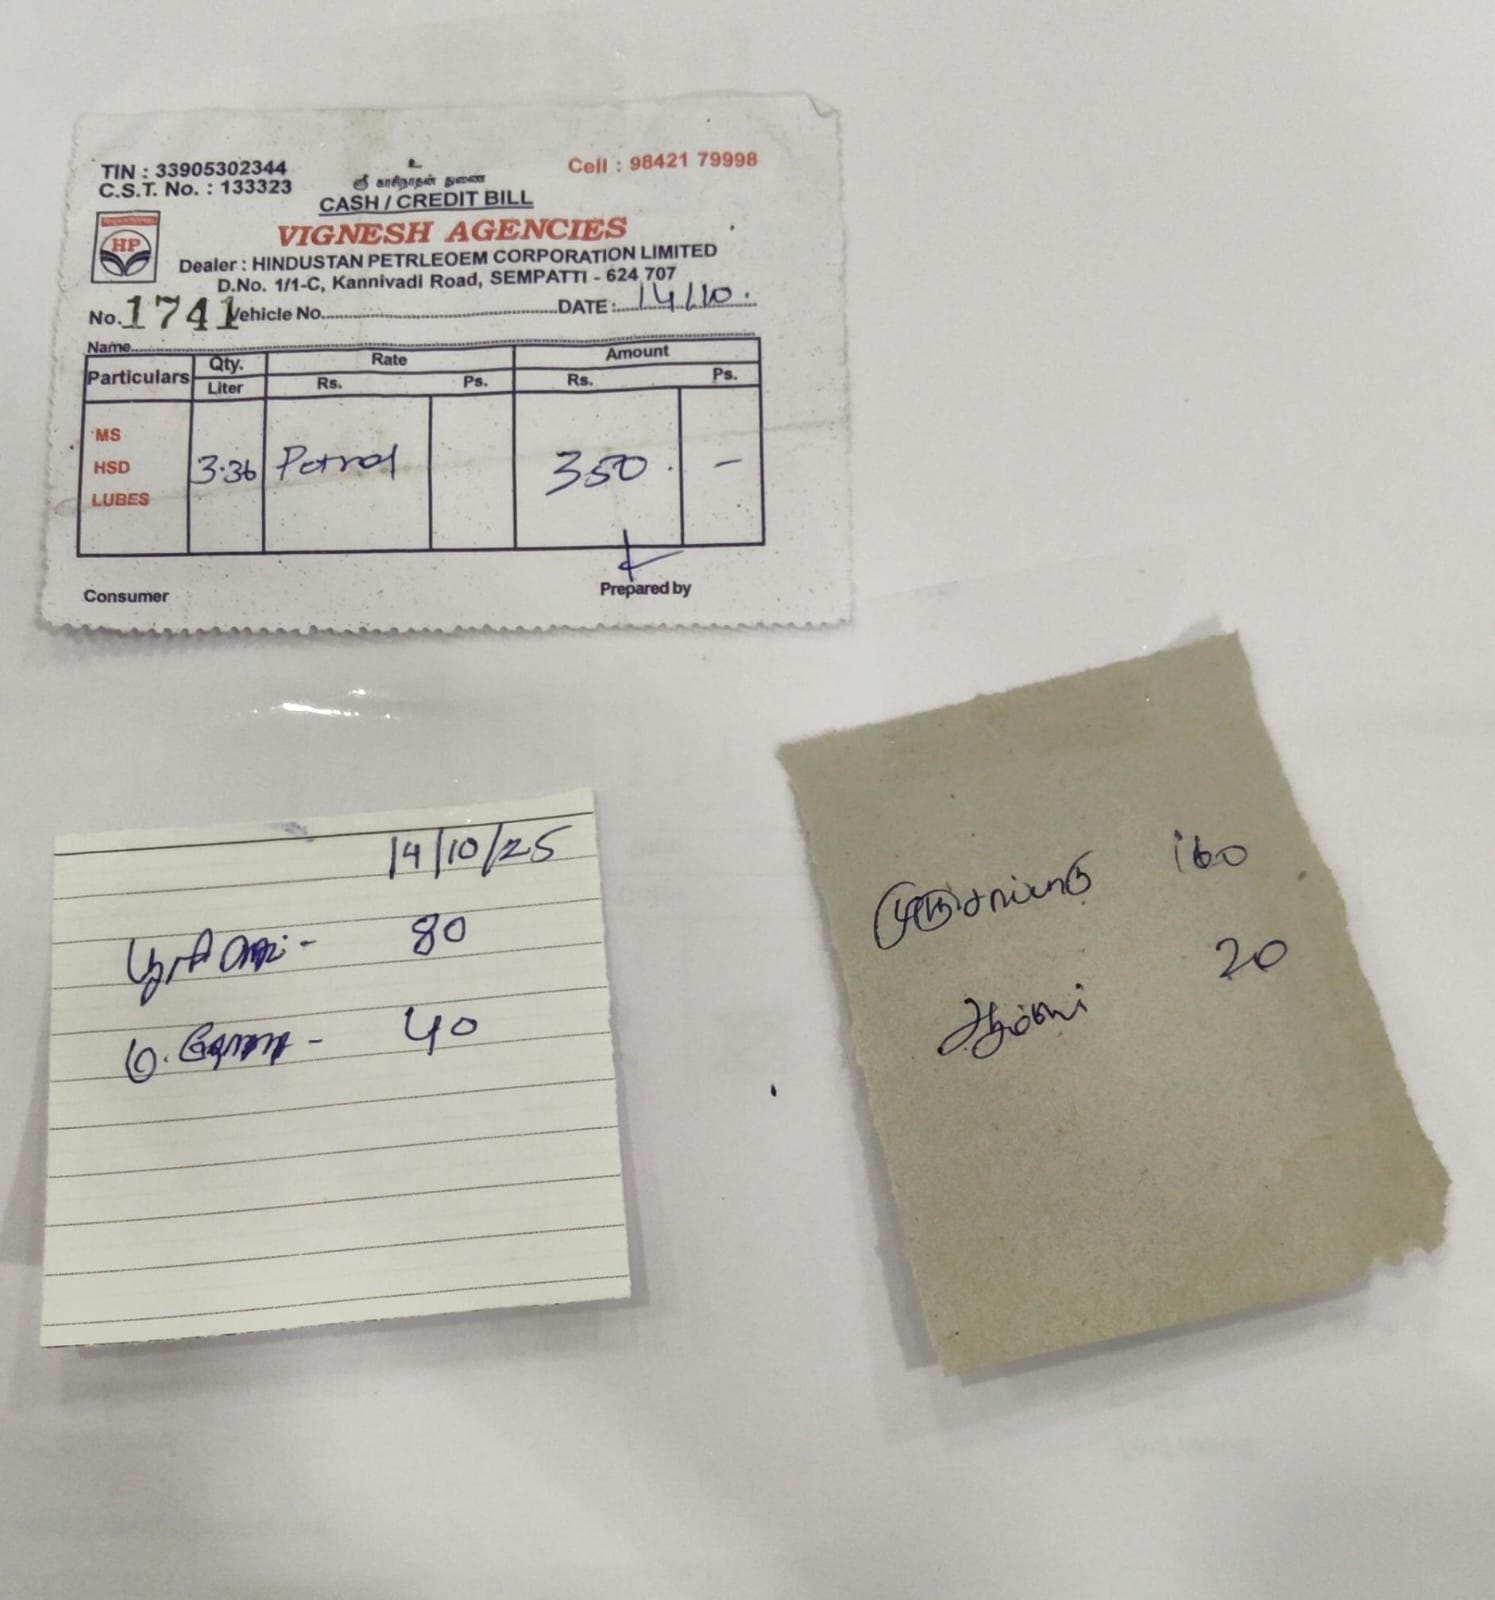 TIN : 33905302344
C.S.T. No. : 133323
உ
ஸ்ரீ காசிநாதன் துணை
Cell : 98421 79998
CASH / CREDIT BILL
HP
VIGNESH AGENCIES
Dealer : HINDUSTAN PETRLEOEM CORPORATION LIMITED
D.No. 1/1-C, Kannivadi Road, SEMPATTI - 624 707
No. 1741 Vehicle No. DATE : 14/10.
Name
Particulars Qty. Liter Rate Rs. Ps. Amount Rs. Ps.
MS
HSD 3.36 Petrol 350 . -
LUBES
Consumer Prepared by
14/10/25
பூரி - 80
- 40
சாப்பாடு 160
20